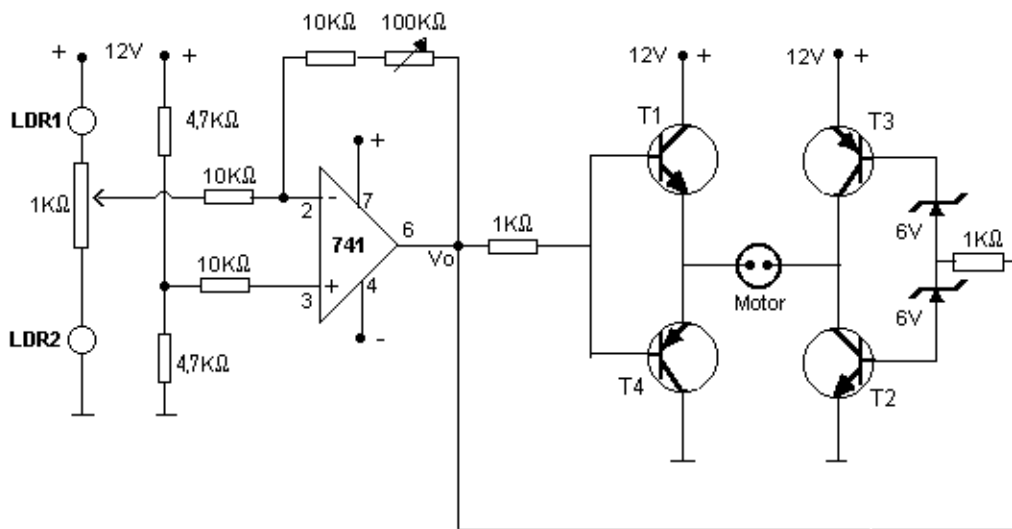 10KΩ 100KΩ
+ 12V + 12V + 12V +
LDR1 4,7KΩ T1 T3
10KΩ +
1KΩ 2 - 7 6V 1KΩ
741 6 1KΩ
Vo
10KΩ 4 Motor
3 + 6V
LDR2 -
4,7KΩ T4 T2